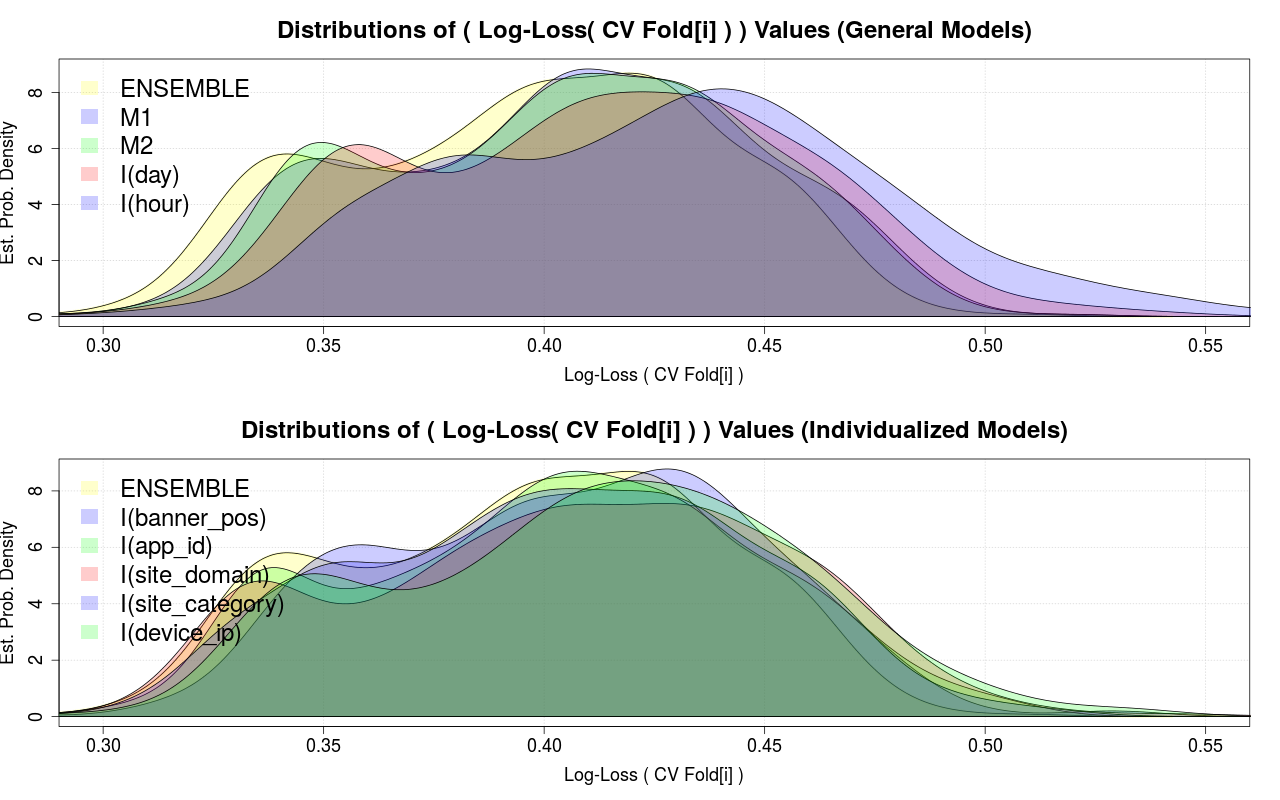 Distributions of ( Log-Loss( CV Fold[i] ) ) Values (General Models)
Est. Prob. Density
8
6
4
2
0
ENSEMBLE
M1
M2
I(day)
I(hour)
0.30 0.35 0.40 0.45 0.50 0.55
Log-Loss ( CV Fold[i] )
Distributions of ( Log-Loss( CV Fold[i] ) ) Values (Individualized Models)
Est. Prob. Density
8
6
4
2
0
ENSEMBLE
I(banner_pos)
I(app_id)
I(site_domain)
I(site_category)
I(device_ip)
0.30 0.35 0.40 0.45 0.50 0.55
Log-Loss ( CV Fold[i] )